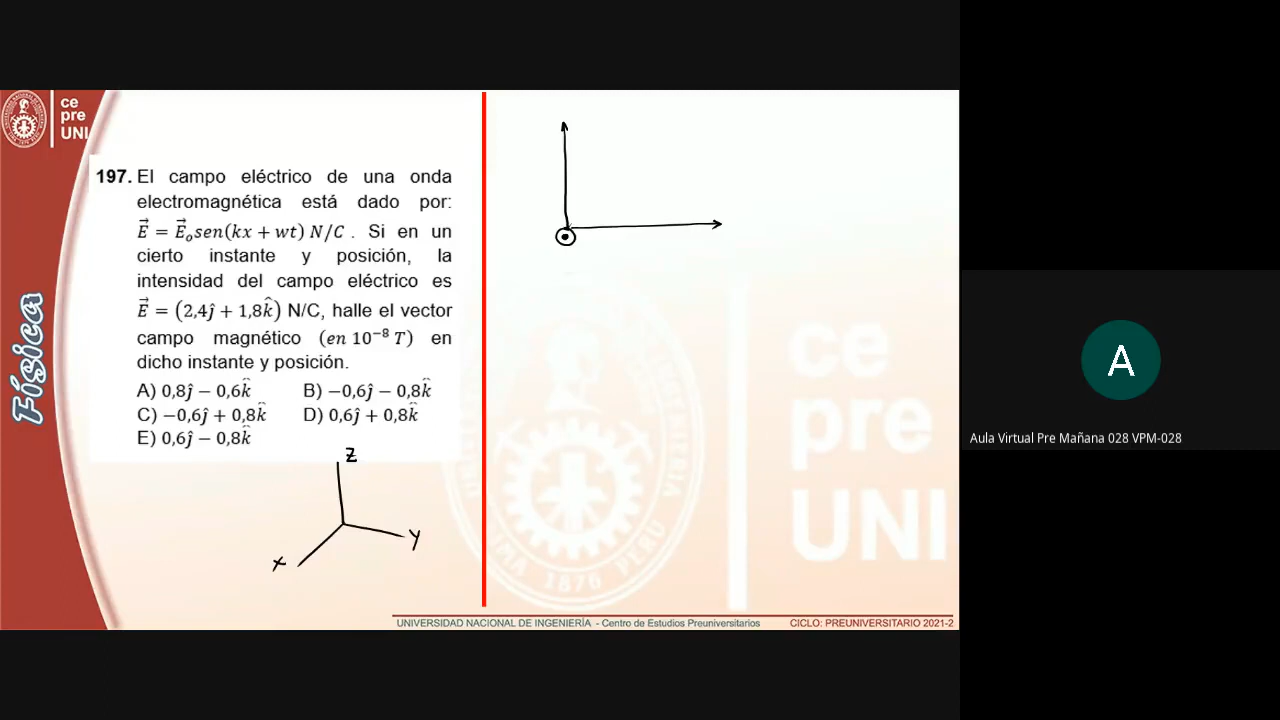 ce
pre
UNI
197. El campo eléctrico de una onda
electromagnética está dado por:
E⃗ = E⃗ₒsen(kx + wt) N/C . Si en un
cierto instante y posición, la
intensidad del campo eléctrico es
E⃗ = (2,4ĵ + 1,8k̂) N/C, halle el vector
campo magnético (en 10⁻⁸ T) en
dicho instante y posición.
A) 0,8ĵ − 0,6k̂ B) −0,6ĵ − 0,8k̂
C) −0,6ĵ + 0,8k̂ D) 0,6ĵ + 0,8k̂
E) 0,6ĵ − 0,8k̂
Física
z
y
x
ce
pre
UNI
1876
UNIVERSIDAD NACIONAL DE INGENIERÍA - Centro de Estudios Preuniversitarios CICLO: PREUNIVERSITARIO 2021-2
A
Aula Virtual Pre Mañana 028 VPM-028